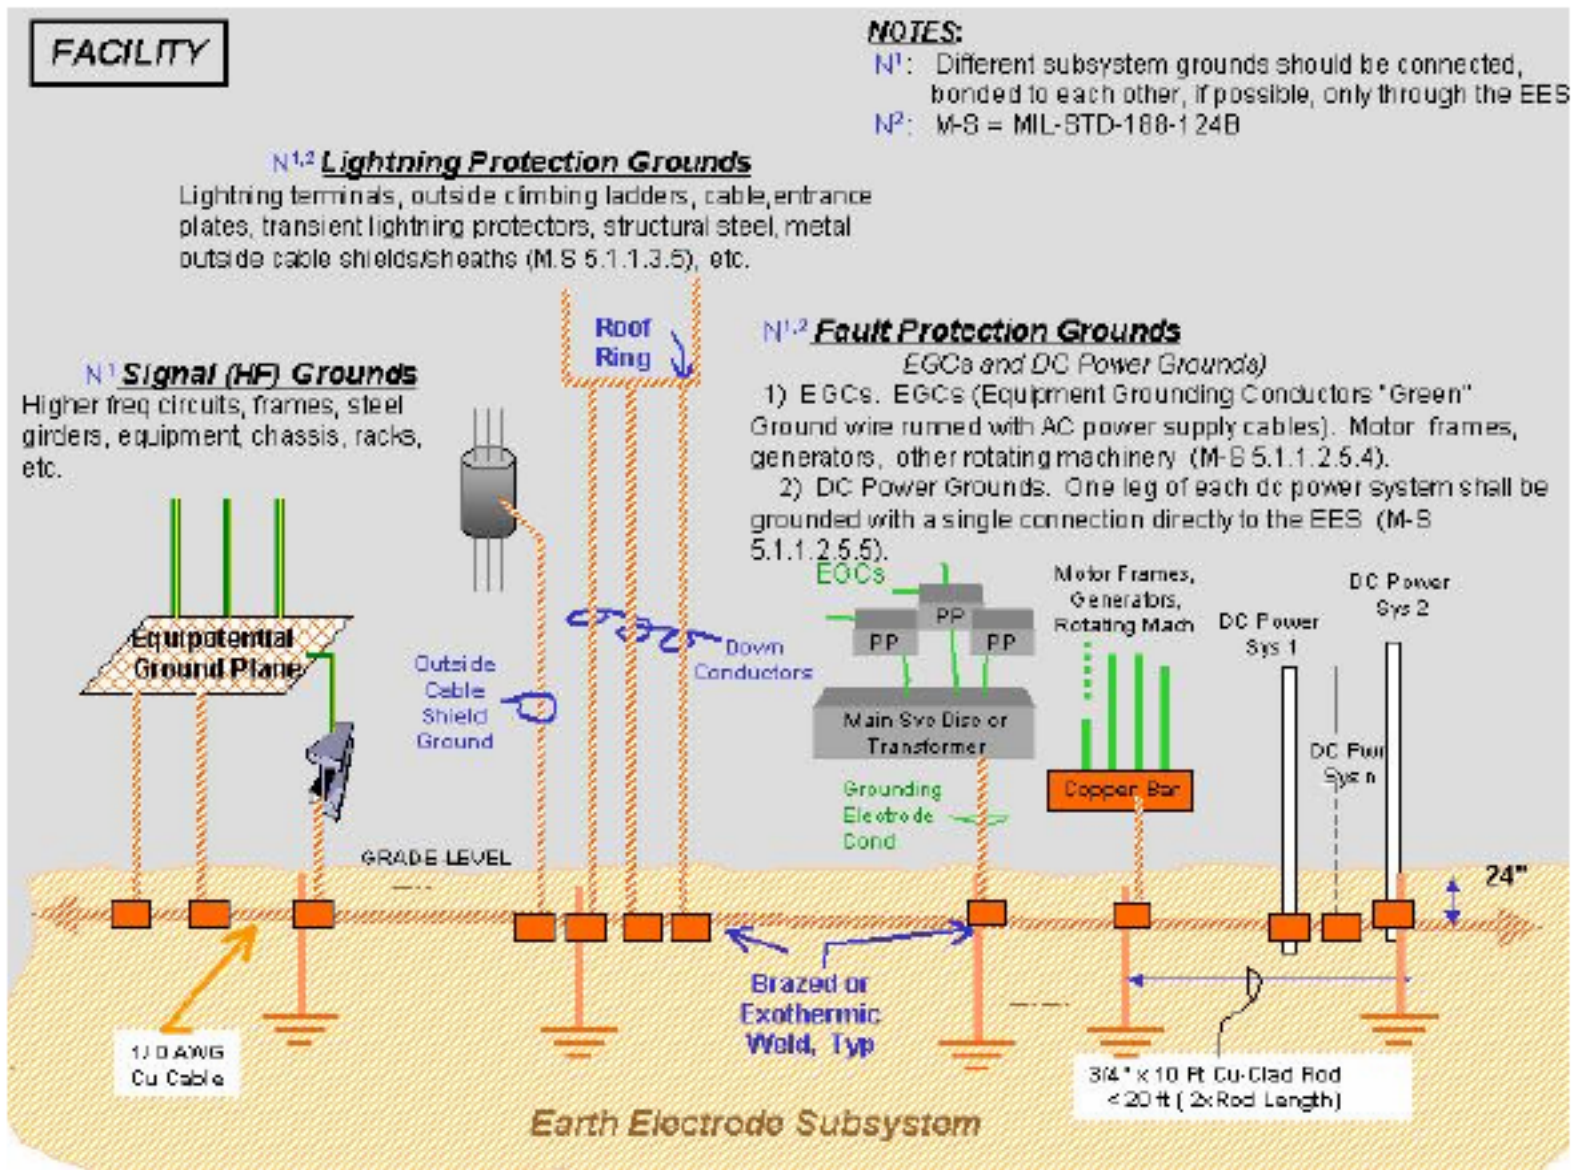 FACILITY
NOTES:
N1: Different subsystem grounds should be connected,
bonded to each other, if possible, only through the EES
N2: M-S = MIL-STD-188-124B
N1,2 Lightning Protection Grounds
Lightning terminals, outside climbing ladders, cable,entrance
plates, transient lightning protectors, structural steel, metal
outside cable shields/sheaths (M.S 5.1.1.3.5), etc.
Roof
Ring
N1 Signal (HF) Grounds
Higher freq circuits, frames, steel
girders, equipment, chassis, racks,
etc.
N1,2 Fault Protection Grounds
EGCs and DC Power Grounds)
1) EGCs. EGCs (Equipment Grounding Conductors "Green"
Ground wire runned with AC power supply cables). Motor frames,
generators, other rotating machinery (M-S 5.1.1.2.5.4).
2) DC Power Grounds. One leg of each dc power system shall be
grounded with a single connection directly to the EES (M-S
5.1.1.2.5.5).
EGCs
PP
PP
PP
Main Svc Disc or
Transformer
Motor Frames,
Generators,
Rotating Mach
DC Power
Sys 1
DC Power
Sys 2
DC Pwr
Sys n
Equipotential
Ground Plane
Outside
Cable
Shield
Ground
Down
Conductors
Grounding
Electrode
Cond
Copper Bar
GRADE LEVEL
24"
1/0 AWG
Cu Cable
Brazed or
Exothermic
Weld, Typ
3/4" x 10 Ft Cu-Clad Rod
< 20 ft ( 2x Rod Length)
Earth Electrode Subsystem